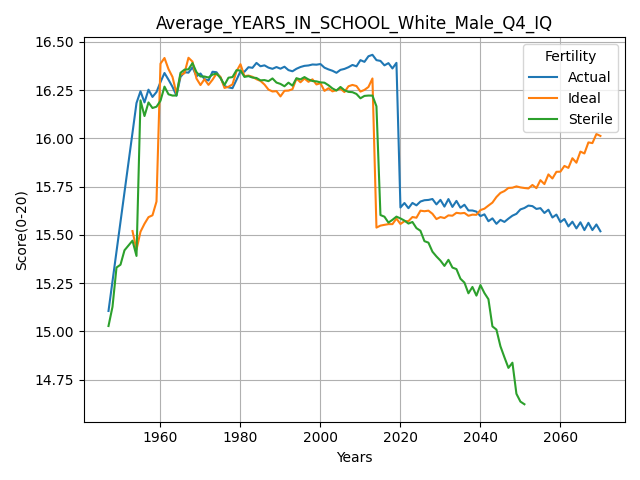 Average_YEARS_IN_SCHOOL_White_Male_Q4_IQ
Fertility
Actual
Ideal
Sterile
Score(0-20)
16.50
16.25
16.00
15.75
15.50
15.25
15.00
14.75
1960 1980 2000 2020 2040 2060
Years